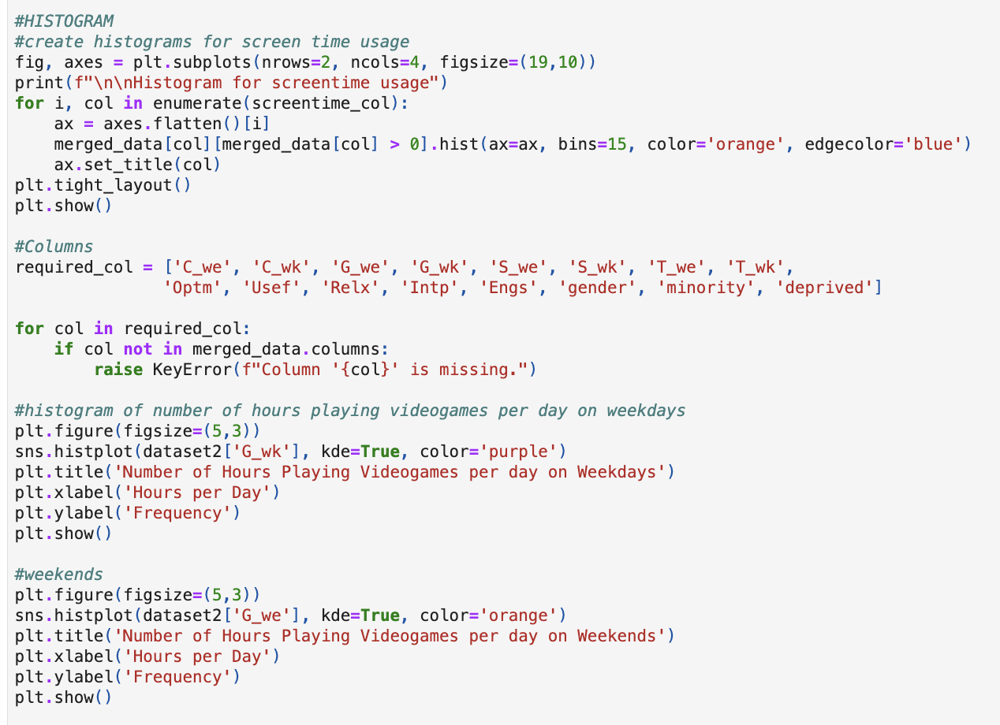 #HISTOGRAM
#create histograms for screen time usage
fig, axes = plt.subplots(nrows=2, ncols=4, figsize=(19,10))
print(f"\n\nHistogram for screentime usage")
for i, col in enumerate(screentime_col):
    ax = axes.flatten()[i]
    merged_data[col][merged_data[col] > 0].hist(ax=ax, bins=15, color='orange', edgecolor='blue')
    ax.set_title(col)
plt.tight_layout()
plt.show()

#Columns
required_col = ['C_we', 'C_wk', 'G_we', 'G_wk', 'S_we', 'S_wk', 'T_we', 'T_wk',
               'Optm', 'Usef', 'Relx', 'Intp', 'Engs', 'gender', 'minority', 'deprived']

for col in required_col:
    if col not in merged_data.columns:
        raise KeyError(f"Column '{col}' is missing.")

#histogram of number of hours playing videogames per day on weekdays
plt.figure(figsize=(5,3))
sns.histplot(dataset2['G_wk'], kde=True, color='purple')
plt.title('Number of Hours Playing Videogames per day on Weekdays')
plt.xlabel('Hours per Day')
plt.ylabel('Frequency')
plt.show()

#weekends
plt.figure(figsize=(5,3))
sns.histplot(dataset2['G_we'], kde=True, color='orange')
plt.title('Number of Hours Playing Videogames per day on Weekends')
plt.xlabel('Hours per Day')
plt.ylabel('Frequency')
plt.show()